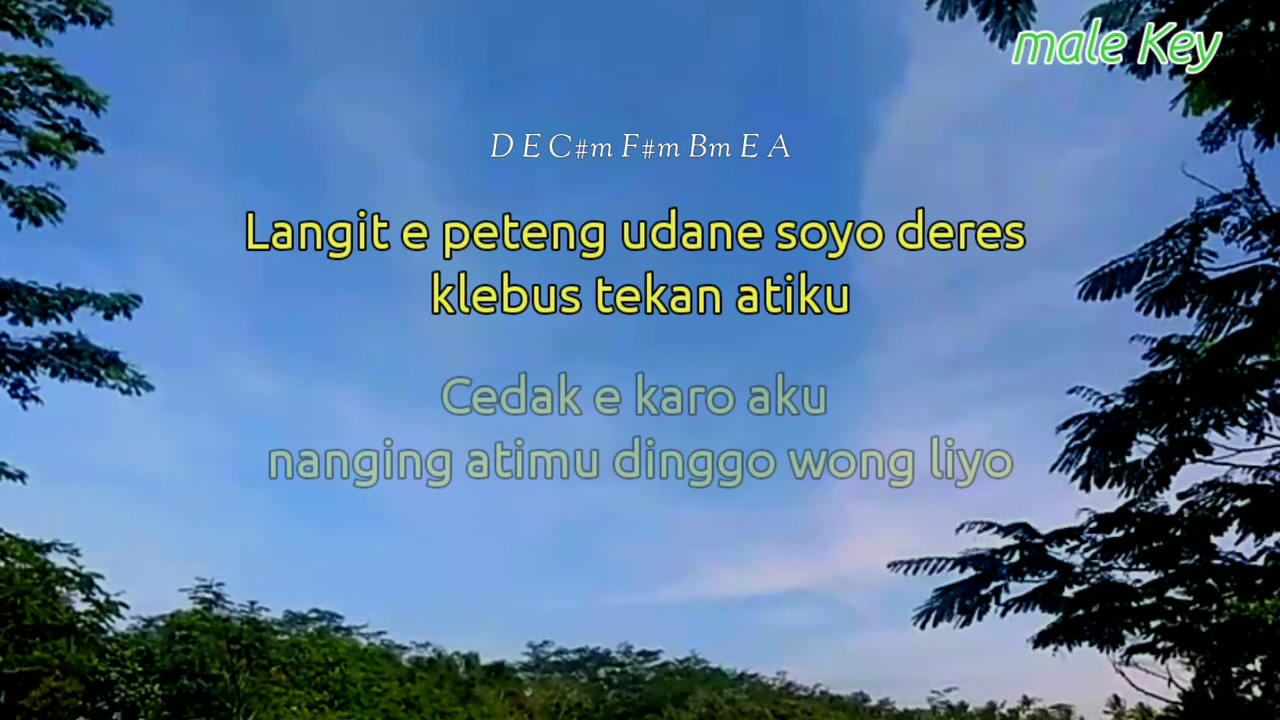 male Key
D E C#m F#m Bm E A
Langit e peteng udane soyo deres
klebus tekan atiku
Cedak e karo aku
nanging atimu dinggo wong liyo